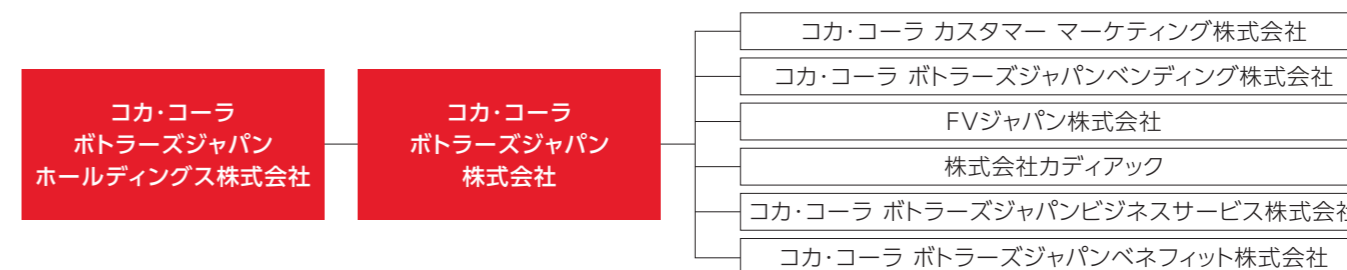 コカ・コーラ
ボトラーズジャパン
ホールディングス株式会社
コカ・コーラ
ボトラーズジャパン
株式会社
コカ・コーラ カスタマー マーケティング株式会社
コカ・コーラ ボトラーズジャパンベンディング株式会社
FVジャパン株式会社
株式会社カディアック
コカ・コーラ ボトラーズジャパンビジネスサービス株式会社
コカ・コーラ ボトラーズジャパンベネフィット株式会社